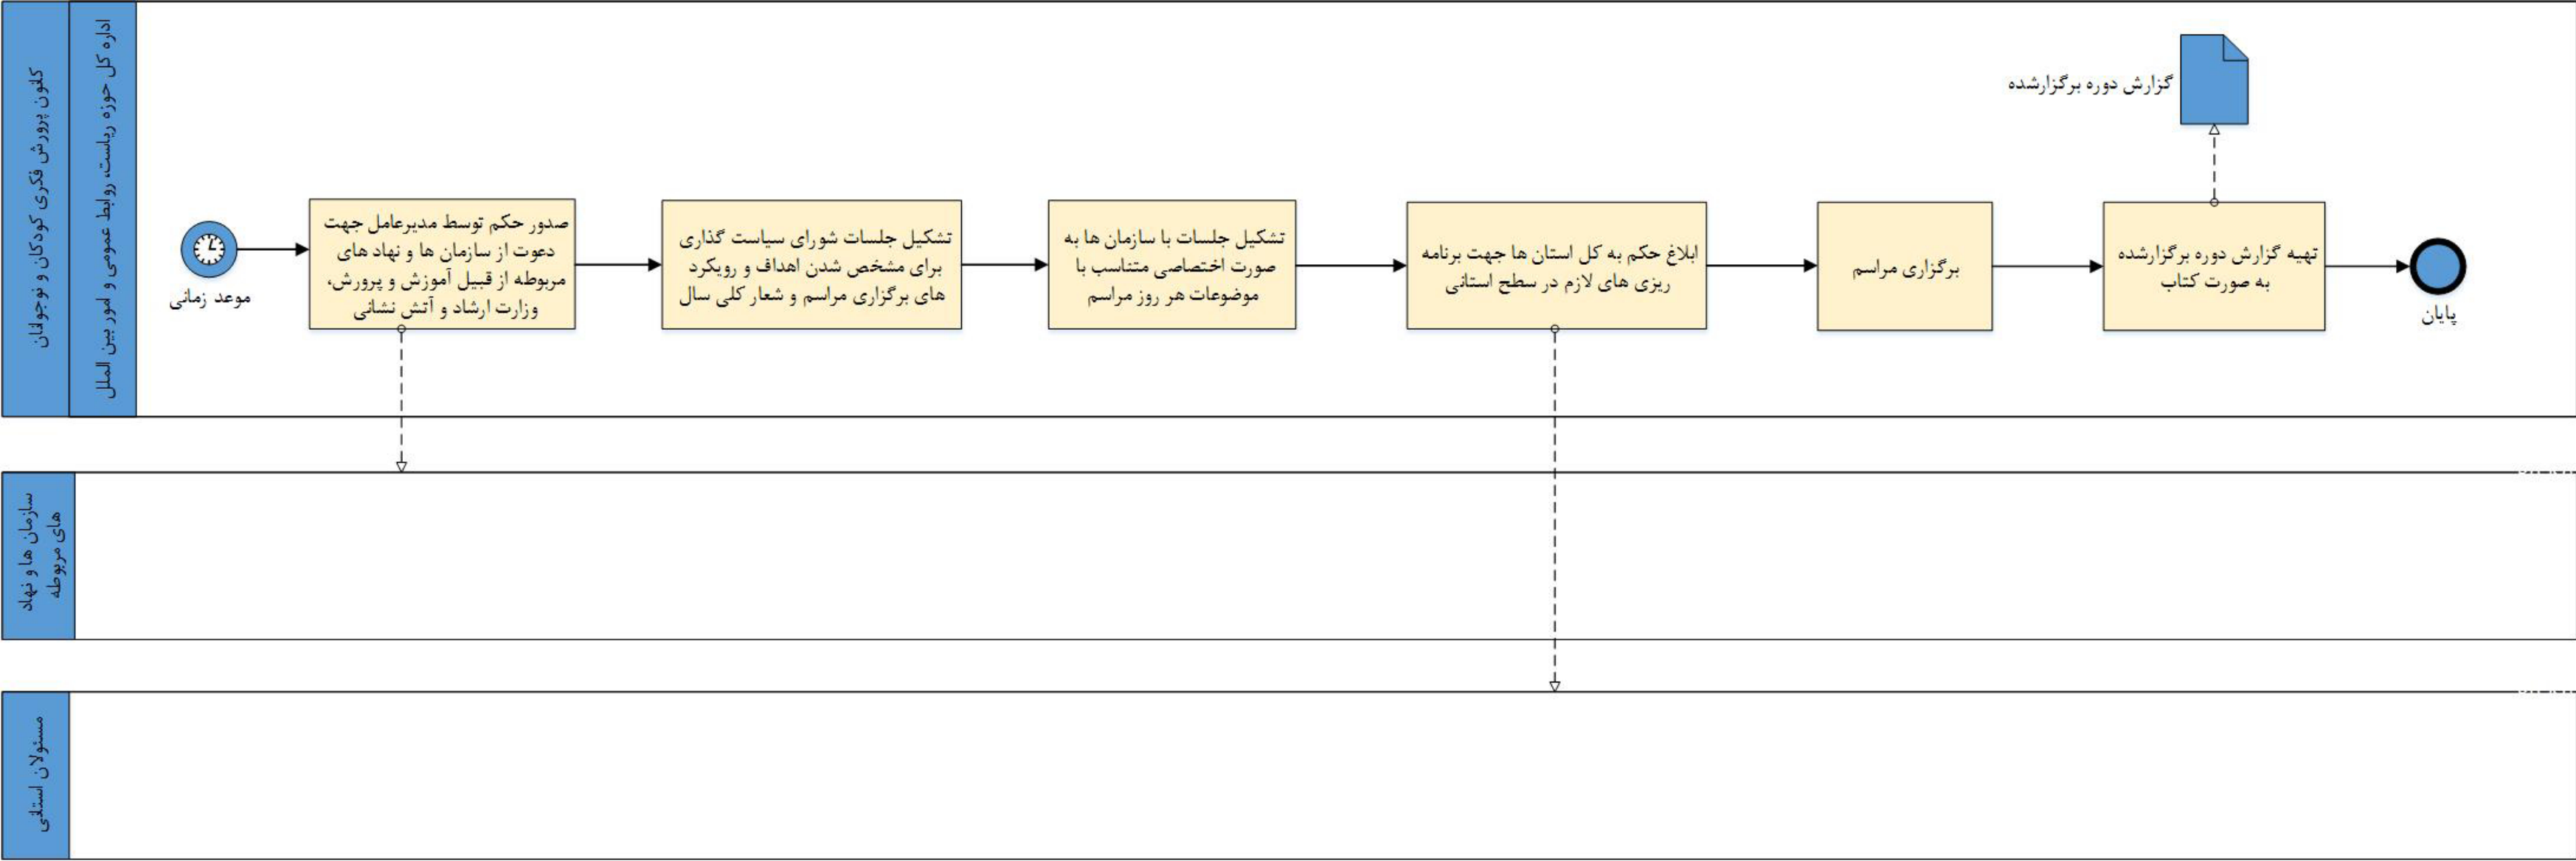 کانون پرورش فکری کودکان و نوجوانان
اداره کل حوزه ریاست، روابط عمومی و امور بین الملل
موعد زمانی
صدور حکم توسط مدیرعامل جهت
دعوت از سازمان ها و نهاد های
مربوطه از قبیل آموزش و پرورش،
وزارت ارشاد و آتش نشانی
تشکیل جلسات شورای سیاست گذاری
برای مشخص شدن اهداف و رویکرد
های برگزاری مراسم و شعار کلی سال
تشکیل جلسات با سازمان ها به
صورت اختصاصی متناسب با
موضوعات هر روز مراسم
ابلاغ حکم به کل استان ها جهت برنامه
ریزی های لازم در سطح استانی
برگزاری مراسم
تهیه گزارش دوره برگزارشده
به صورت کتاب
گزارش دوره برگزارشده
پایان
سازمان ها و نهاد
های مربوطه
مسئولان استانی